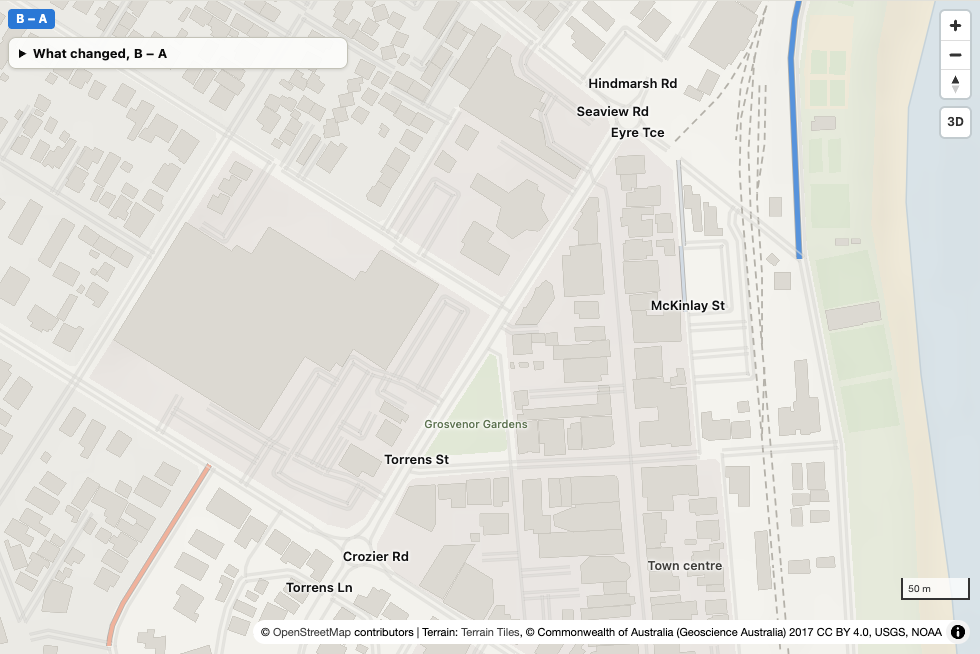 B – A
What changed, B – A
3D
Hindmarsh Rd
Seaview Rd
Eyre Tce
McKinlay St
Grosvenor Gardens
Torrens St
Crozier Rd
Town centre
Torrens Ln
50 m
© OpenStreetMap contributors | Terrain: Terrain Tiles, © Commonwealth of Australia (Geoscience Australia) 2017 CC BY 4.0, USGS, NOAA